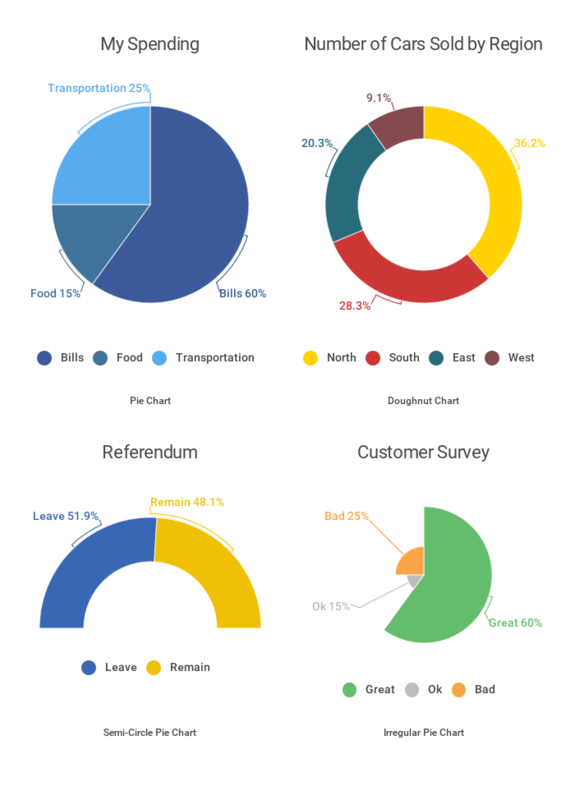 My Spending
Number of Cars Sold by Region
Transportation 25%
Food 15%
Bills 60%
9.1%
20.3%
36.2%
28.3%
Bills Food Transportation
North South East West
Pie Chart
Doughnut Chart
Referendum
Customer Survey
Leave 51.9%
Remain 48.1%
Bad 25%
Ok 15%
Great 60%
Leave Remain
Great Ok Bad
Semi-Circle Pie Chart
Irregular Pie Chart